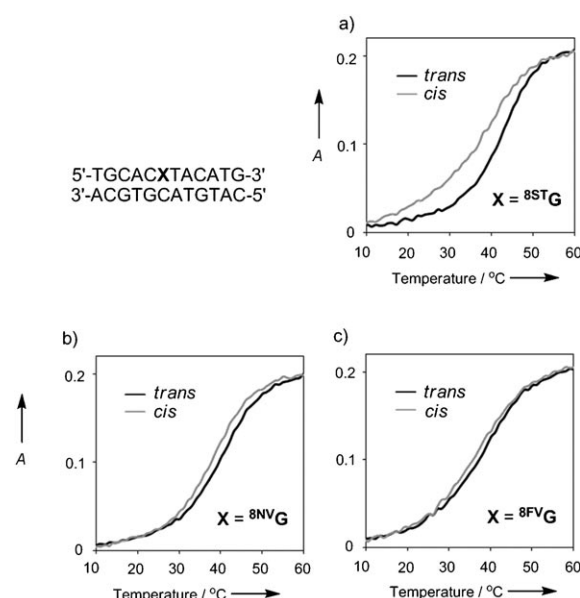 a)
0.2
trans
cis
A
0.1
5'-TGCACXTACATG-3'
3'-ACGTGCATGTAC-5'
X = 8STG
0
10 20 30 40 50 60
Temperature / °C
b)
0.2
trans
cis
A
0.1
X = 8NVG
0
10 20 30 40 50 60
Temperature / °C
c)
0.2
trans
cis
0.1
X = 8FVG
0
10 20 30 40 50 60
Temperature / °C